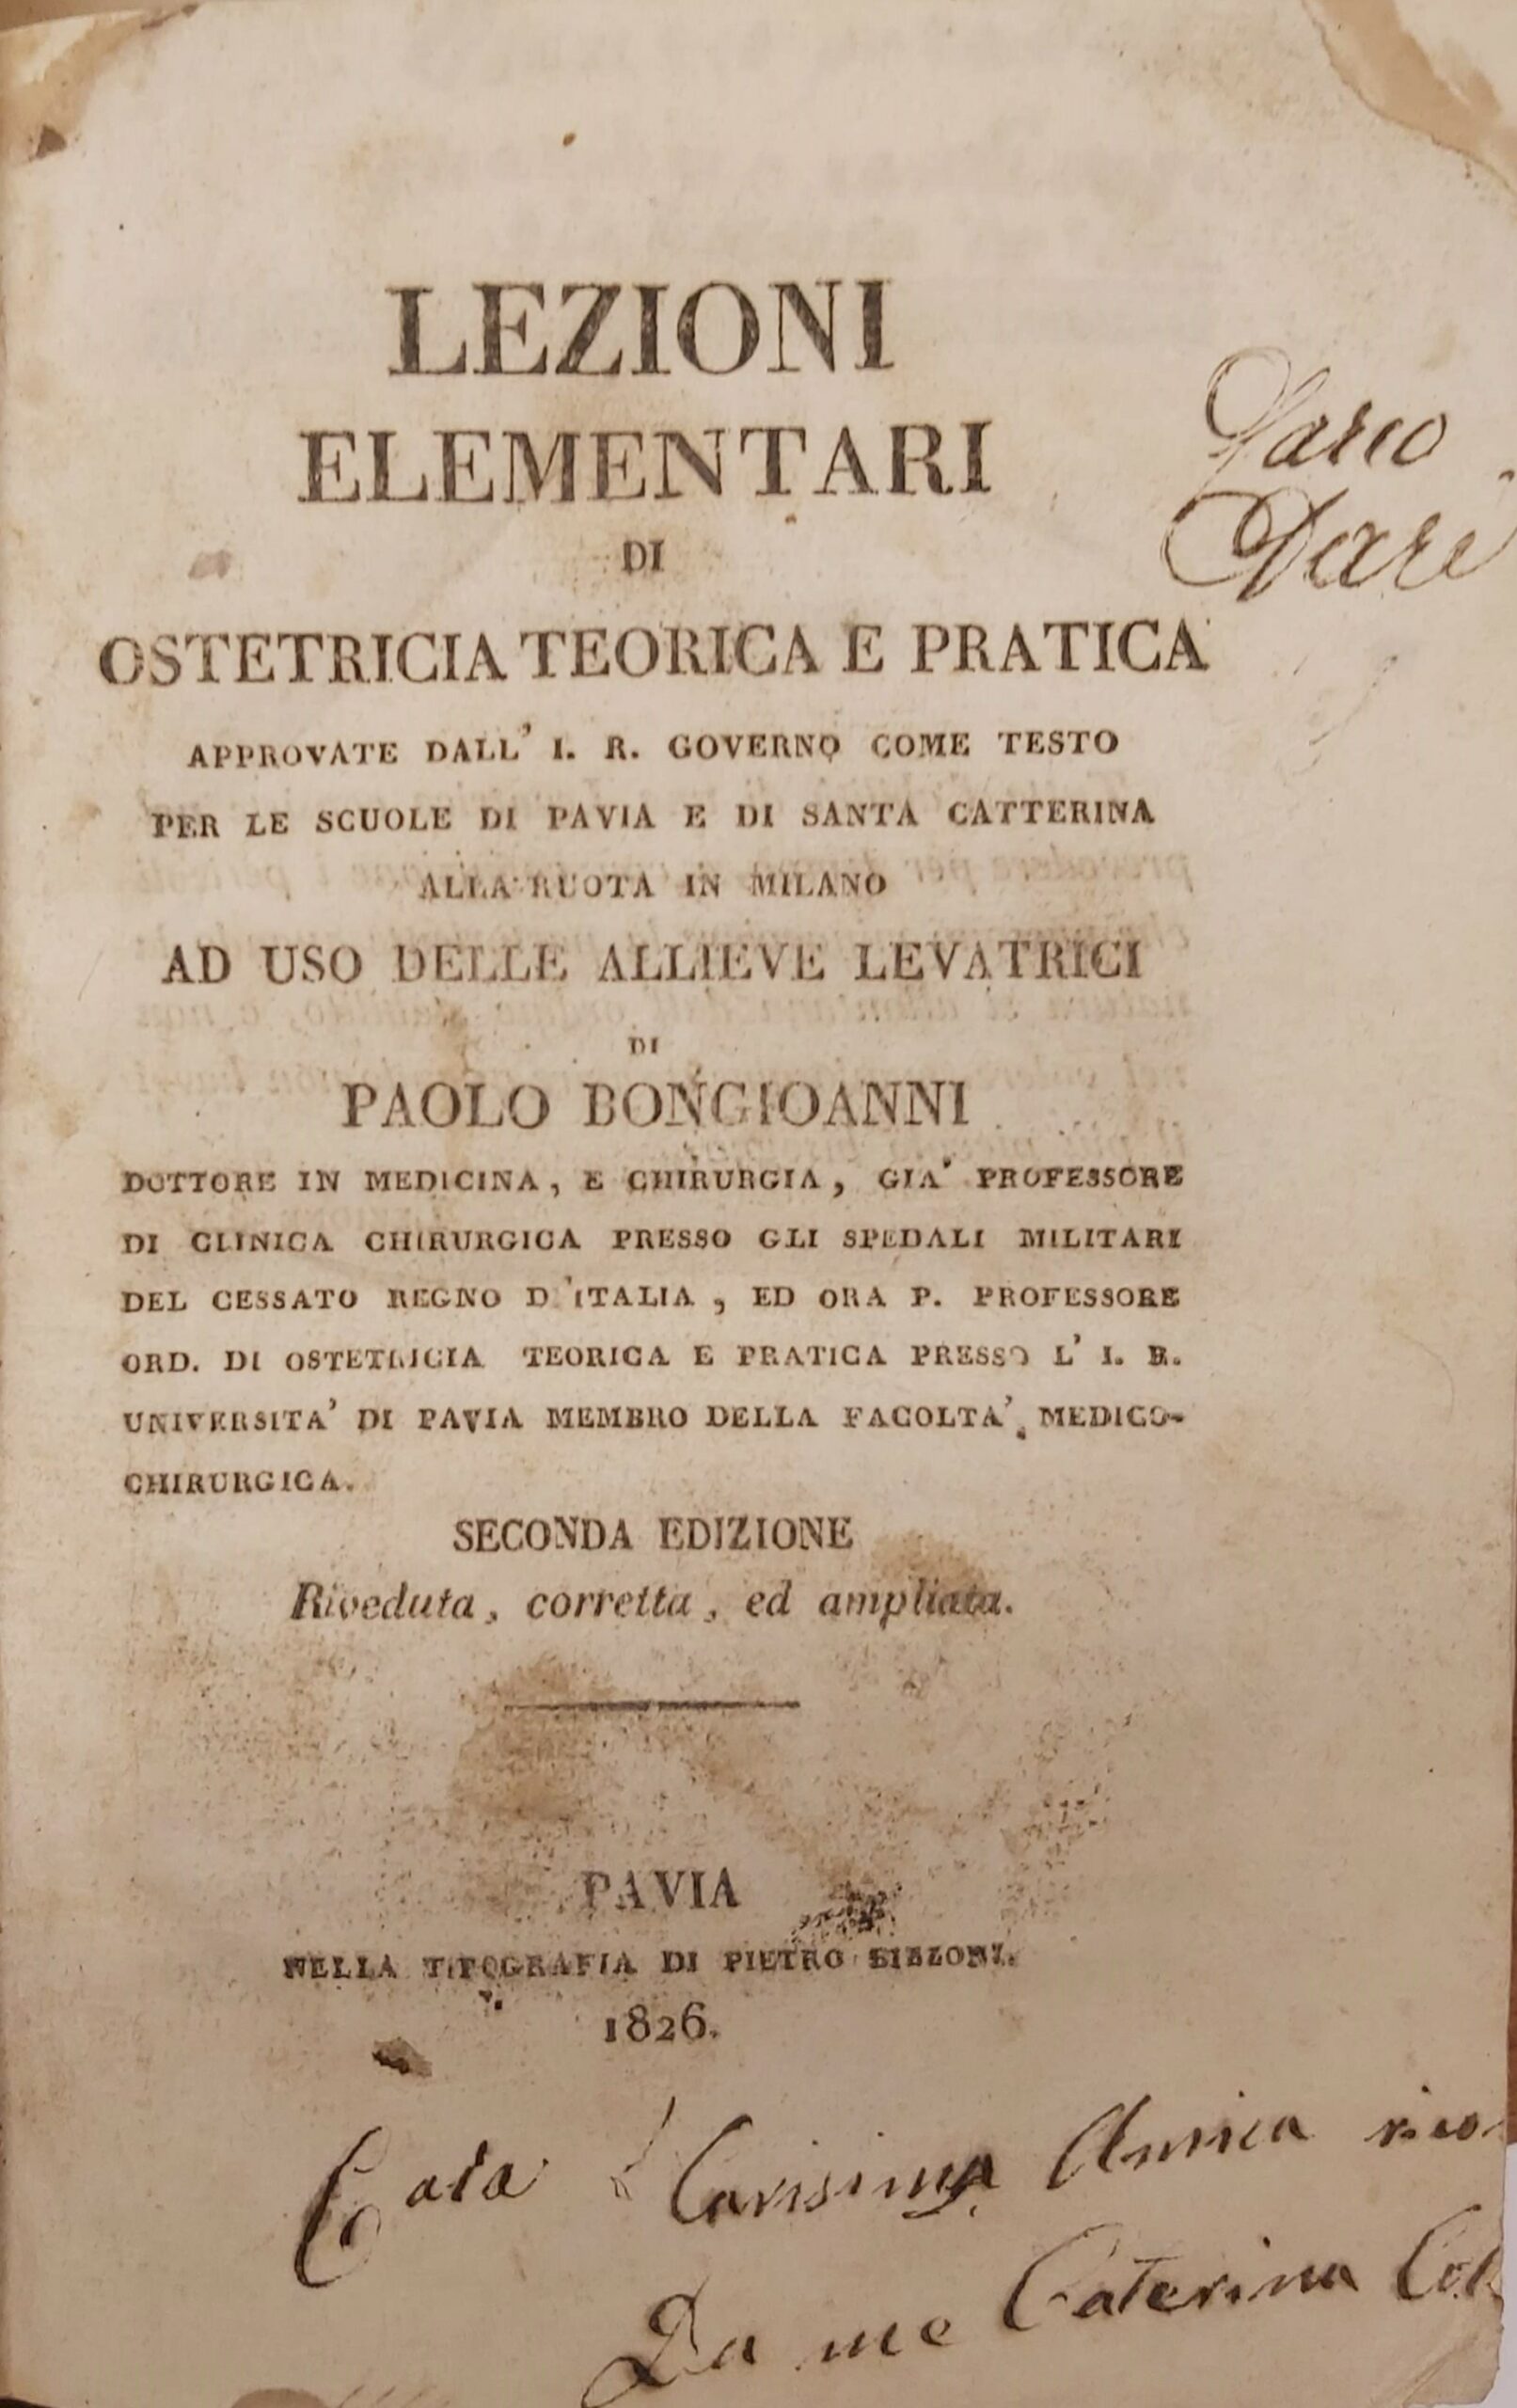 LEZIONI
ELEMENTARI
DI
OSTETRICIA TEORICA E PRATICA
APPROVATE DALL' I. R. GOVERNO COME TESTO
PER LE SCUOLE DI PAVIA E DI SANTA CATTERINA
ALLA RUOTA IN MILANO
AD USO DELLE ALLIEVE LEVATRICI
DI
PAOLO BONGIOANNI
DOTTORE IN MEDICINA, E CHIRURGIA, GIA' PROFESSORE
DI CLINICA CHIRURGICA PRESSO GLI SPEDALI MILITARI
DEL CESSATO REGNO D'ITALIA, ED ORA P. PROFESSORE
ORD. DI OSTETRICIA TEORICA E PRATICA PRESSO L' I. R.
UNIVERSITA' DI PAVIA MEMBRO DELLA FACOLTA' MEDICO-
CHIRURGICA.
SECONDA EDIZIONE
Riveduta, corretta, ed ampliata.
PAVIA
NELLA TIPOGRAFIA DI PIETRO BIZZONI.
1826.
Cara Carisima Amica
Da me Caterina